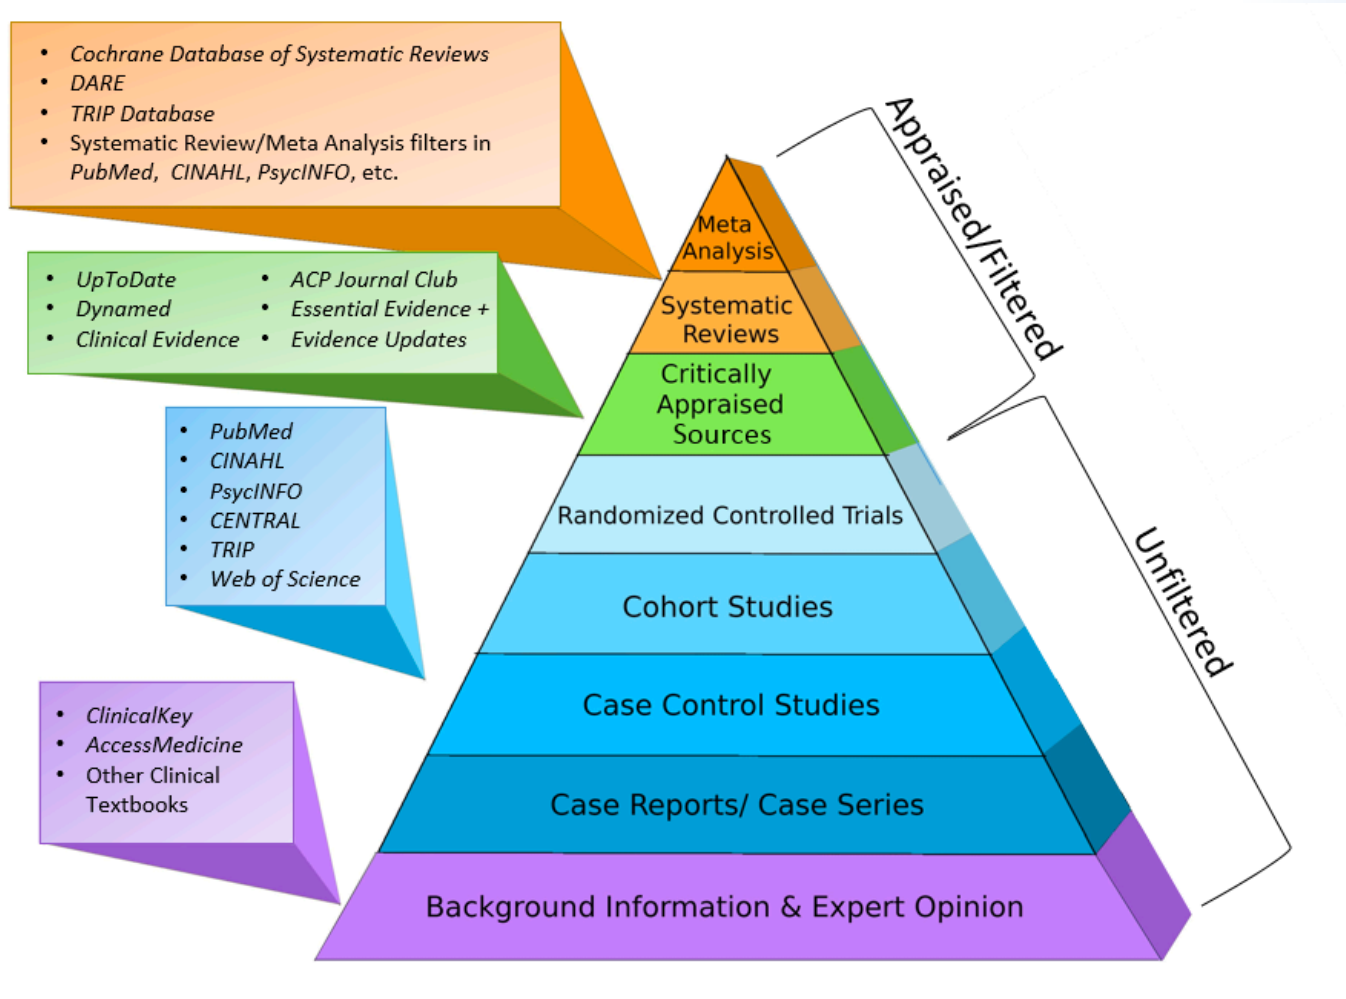 • Cochrane Database of Systematic Reviews
• DARE
• TRIP Database
• Systematic Review/Meta Analysis filters in
PubMed, CINAHL, PsycINFO, etc.
• UpToDate
• Dynamed
• Clinical Evidence
• ACP Journal Club
• Essential Evidence +
• Evidence Updates
• PubMed
• CINAHL
• PsycINFO
• CENTRAL
• TRIP
• Web of Science
• ClinicalKey
• AccessMedicine
• Other Clinical
Textbooks
Meta
Analysis
Systematic
Reviews
Critically
Appraised
Sources
Randomized Controlled Trials
Cohort Studies
Case Control Studies
Case Reports/ Case Series
Background Information & Expert Opinion
Appraised/Filtered
Unfiltered